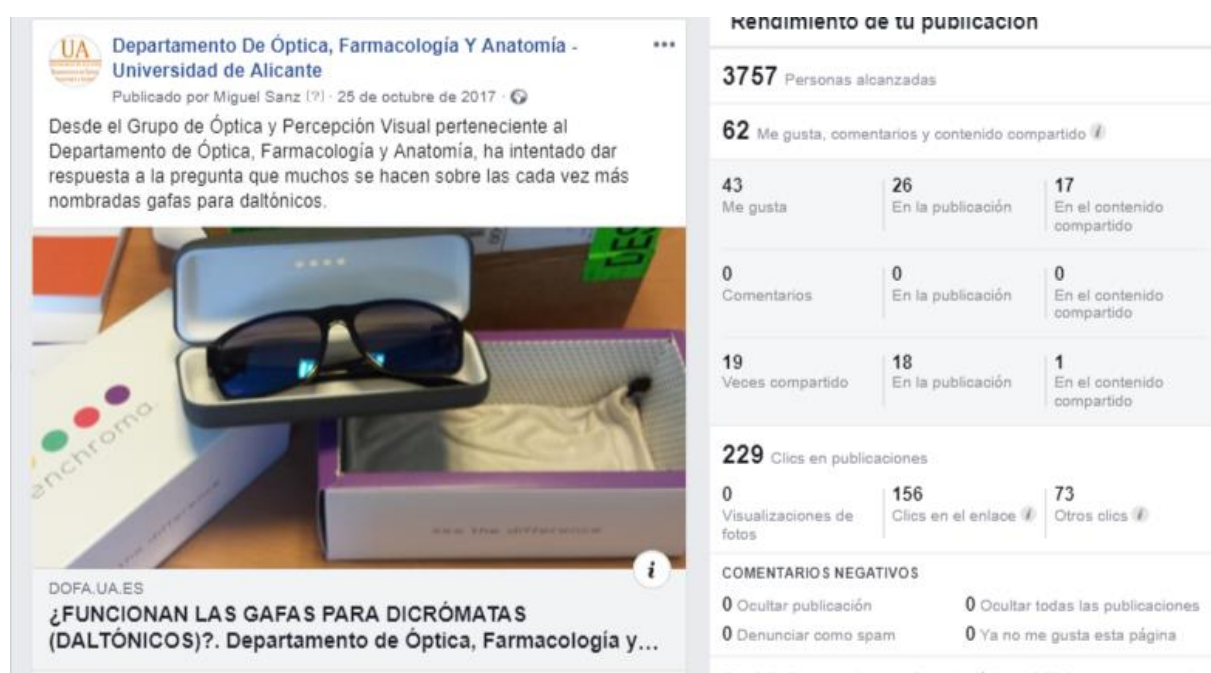 UA
Departamento De Óptica, Farmacología Y Anatomía -
Universidad de Alicante
Publicado por Miguel Sanz [?] · 25 de octubre de 2017 ·
Desde el Grupo de Óptica y Percepción Visual perteneciente al
Departamento de Óptica, Farmacología y Anatomía, ha intentado dar
respuesta a la pregunta que muchos se hacen sobre las cada vez más
nombradas gafas para daltónicos.
enchroma.
see the difference
DOFA.UA.ES
¿FUNCIONAN LAS GAFAS PARA DICRÓMATAS
(DALTÓNICOS)?. Departamento de Óptica, Farmacología y...
Rendimiento de tu publicación
3757 Personas alcanzadas
62 Me gusta, comentarios y contenido compartido
43
Me gusta
26
En la publicación
17
En el contenido
compartido
0
Comentarios
0
En la publicación
0
En el contenido
compartido
19
Veces compartido
18
En la publicación
1
En el contenido
compartido
229 Clics en publicaciones
0
Visualizaciones de
fotos
156
Clics en el enlace
73
Otros clics
COMENTARIOS NEGATIVOS
0 Ocultar publicación
0 Ocultar todas las publicaciones
0 Denunciar como spam
0 Ya no me gusta esta página